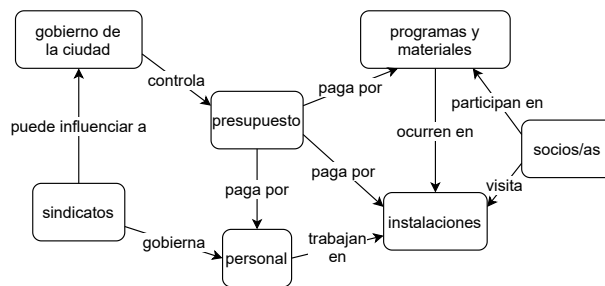 gobierno de
la ciudad
programas y
materiales
controla
paga por
participan en
puede influenciar a
presupuesto
ocurren en
socios/as
paga por
paga por
visita
sindicatos
instalaciones
gobierna
personal
trabajan
en